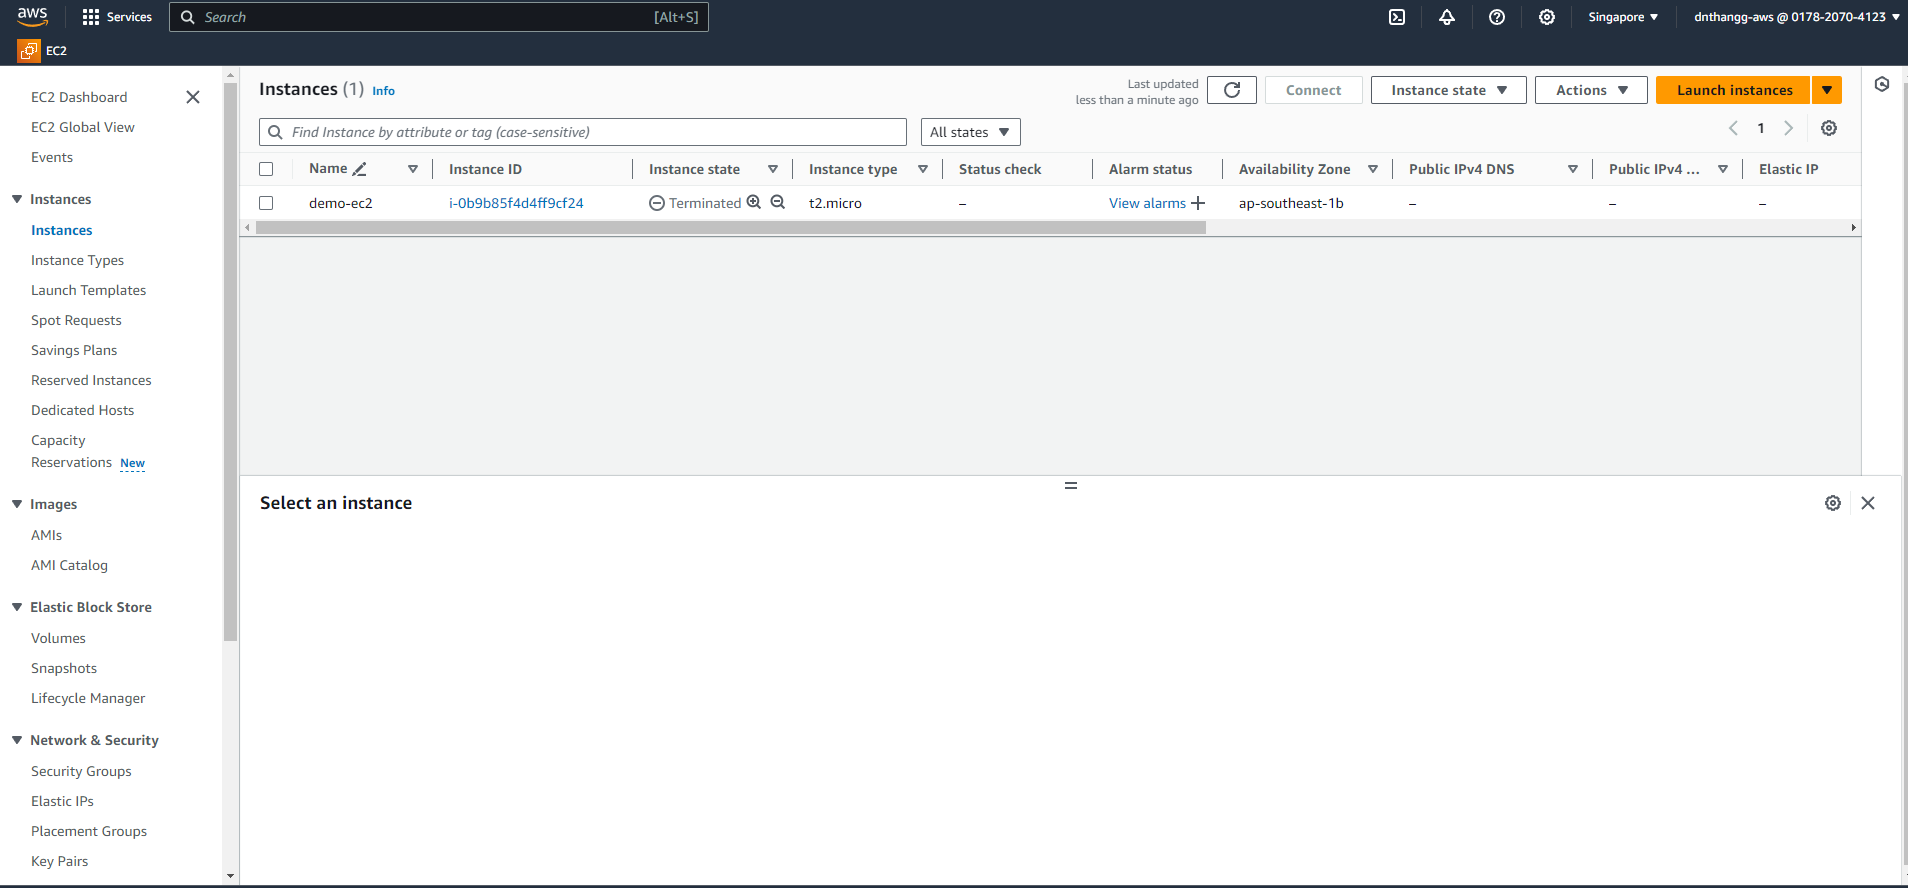 aws
Services
Search [Alt+S]
Singapore
dnthangg-aws @ 0178-2070-4123
EC2
EC2 Dashboard
EC2 Global View
Events
Instances
Instances
Instance Types
Launch Templates
Spot Requests
Savings Plans
Reserved Instances
Dedicated Hosts
Capacity
Reservations New
Images
AMIs
AMI Catalog
Elastic Block Store
Volumes
Snapshots
Lifecycle Manager
Network & Security
Security Groups
Elastic IPs
Placement Groups
Key Pairs
Instances (1) Info
Last updated
less than a minute ago
Connect
Instance state
Actions
Launch instances
Find Instance by attribute or tag (case-sensitive)
All states
1
Name Instance ID Instance state Instance type Status check Alarm status Availability Zone Public IPv4 DNS Public IPv4 ... Elastic IP
demo-ec2 i-0b9b85f4d4ff9cf24 Terminated t2.micro – View alarms + ap-southeast-1b – – –
Select an instance